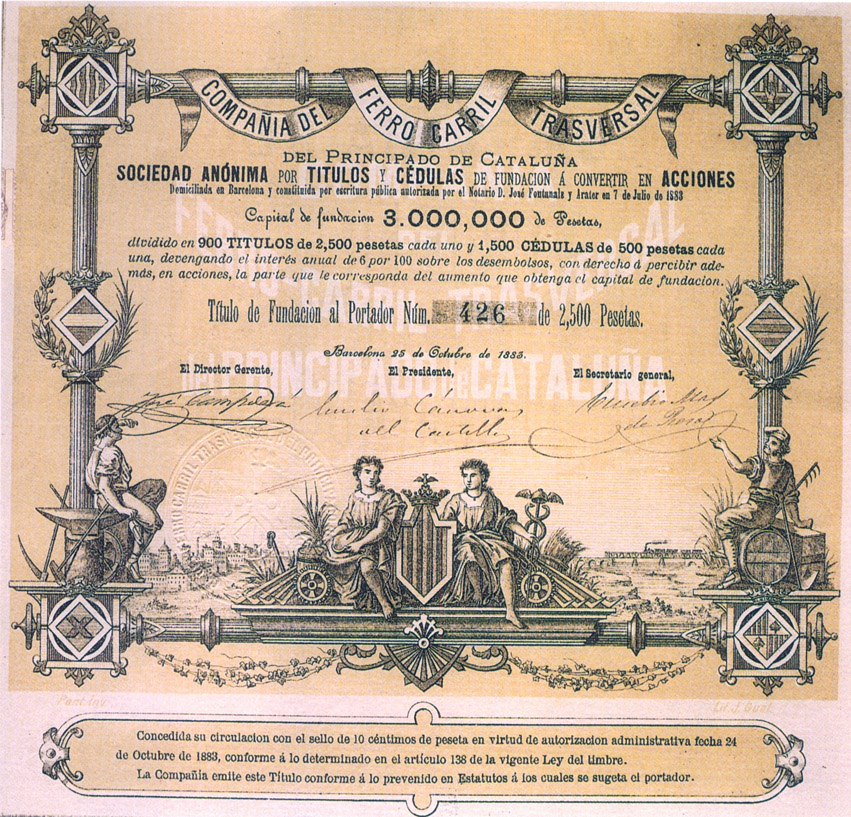 COMPAÑIA DEL FERRO CARRIL TRASVERSAL
DEL PRINCIPADO DE CATALUÑA
SOCIEDAD ANÓNIMA POR TITULOS Y CÉDULAS DE FUNDACION Á CONVERTIR EN ACCIONES
Domiciliada en Barcelona y constituida por escritura pública autorizada por el Notario D. José Fontanals y Arater en 7 de Julio de 1883
Capital de fundacion 3.000,000 de Pesetas,
dividido en 900 TITULOS de 2,500 pesetas cada uno y 1,500 CÉDULAS de 500 pesetas cada
una, devengando el interés anual de 6 por 100 sobre los desembolsos, con derecho á percibir ade-
más, en acciones, la parte que le corresponda del aumento que obtenga el capital de fundacion.
Título de Fundacion al Portador Núm. 426 de 2,500 Pesetas.
Barcelona 25 de Octubre de 1883.
El Director Gerente, El Presidente, El Secretario general,
José Campderá Emilio Cánovas
del Castillo
Concedida su circulacion con el sello de 10 céntimos de peseta en virtud de autorizacion administrativa fecha 24
de Octubre de 1883, conforme á lo determinado en el artículo 138 de la vigente Ley del timbre.
La Compañia emite este Título conforme á lo prevenido en Estatutos á los cuales se sugeta el portador.